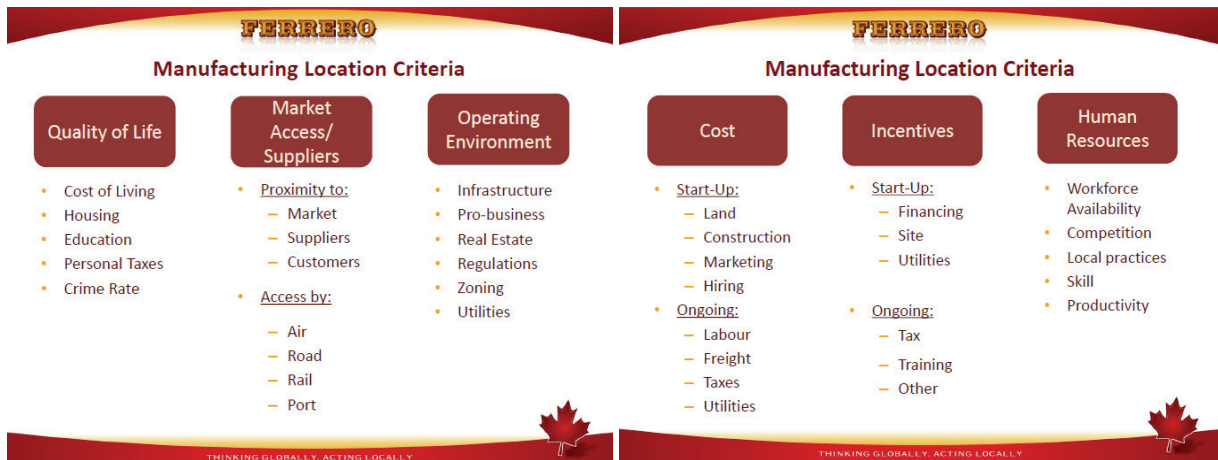 FERRERO
Manufacturing Location Criteria
Quality of Life
• Cost of Living
• Housing
• Education
• Personal Taxes
• Crime Rate
Market
Access/
Suppliers
• Proximity to:
– Market
– Suppliers
– Customers
• Access by:
– Air
– Road
– Rail
– Port
Operating
Environment
• Infrastructure
• Pro-business
• Real Estate
• Regulations
• Zoning
• Utilities
THINKING GLOBALLY, ACTING LOCALLY
FERRERO
Manufacturing Location Criteria
Cost
• Start-Up:
– Land
– Construction
– Marketing
– Hiring
• Ongoing:
– Labour
– Freight
– Taxes
– Utilities
Incentives
• Start-Up:
– Financing
– Site
– Utilities
• Ongoing:
– Tax
– Training
– Other
Human
Resources
• Workforce
Availability
• Competition
• Local practices
• Skill
• Productivity
THINKING GLOBALLY, ACTING LOCALLY